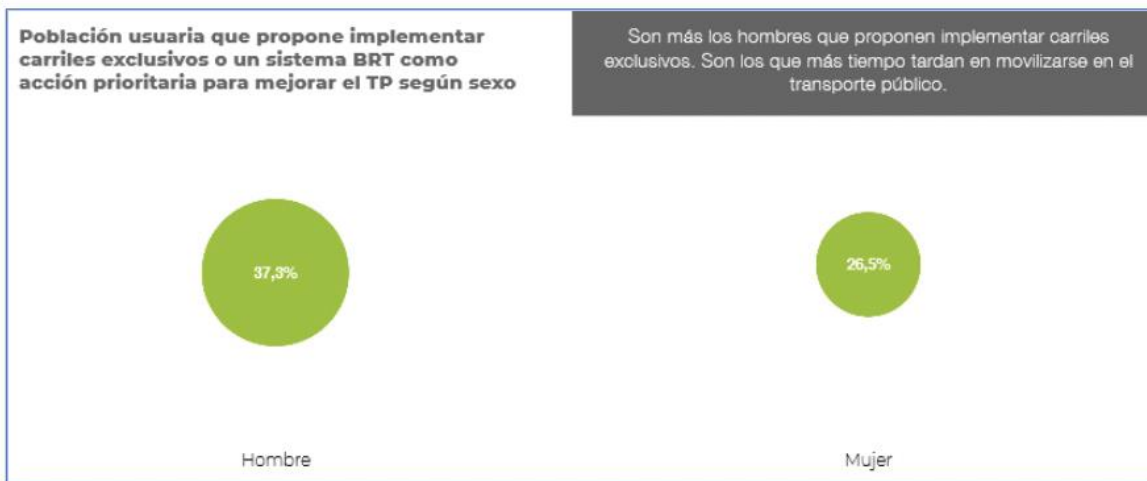 Población usuaria que propone implementar
carriles exclusivos o un sistema BRT como
acción prioritaria para mejorar el TP según sexo
Son más los hombres que proponen implementar carriles
exclusivos. Son los que más tiempo tardan en movilizarse en el
transporte público.
37,3%
26,5%
Hombre
Mujer